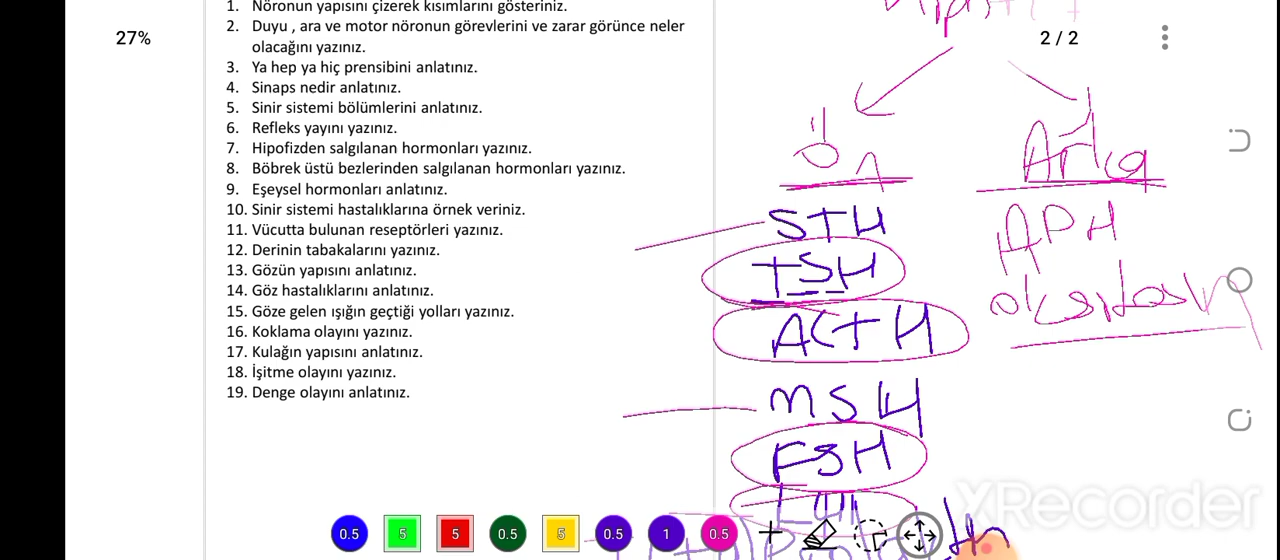 27%
1. Nöronun yapısını çizerek kısımlarını gösteriniz.
2. Duyu , ara ve motor nöronun görevlerini ve zarar görünce neler
olacağını yazınız.
3. Ya hep ya hiç prensibini anlatınız.
4. Sinaps nedir anlatınız.
5. Sinir sistemi bölümlerini anlatınız.
6. Refleks yayını yazınız.
7. Hipofizden salgılanan hormonları yazınız.
8. Böbrek üstü bezlerinden salgılanan hormonları yazınız.
9. Eşeysel hormonları anlatınız.
10. Sinir sistemi hastalıklarına örnek veriniz.
11. Vücutta bulunan reseptörleri yazınız.
12. Derinin tabakalarını yazınız.
13. Gözün yapısını anlatınız.
14. Göz hastalıklarını anlatınız.
15. Göze gelen ışığın geçtiği yolları yazınız.
16. Koklama olayını yazınız.
17. Kulağın yapısını anlatınız.
18. İşitme olayını yazınız.
19. Denge olayını anlatınız.
2 / 2
Ön
STH
TSH
ACTH
MSH
FSH
LH
Arka
ADH
oksitosin
0.5
5
5
0.5
5
0.5
1
0.5
XRecorder